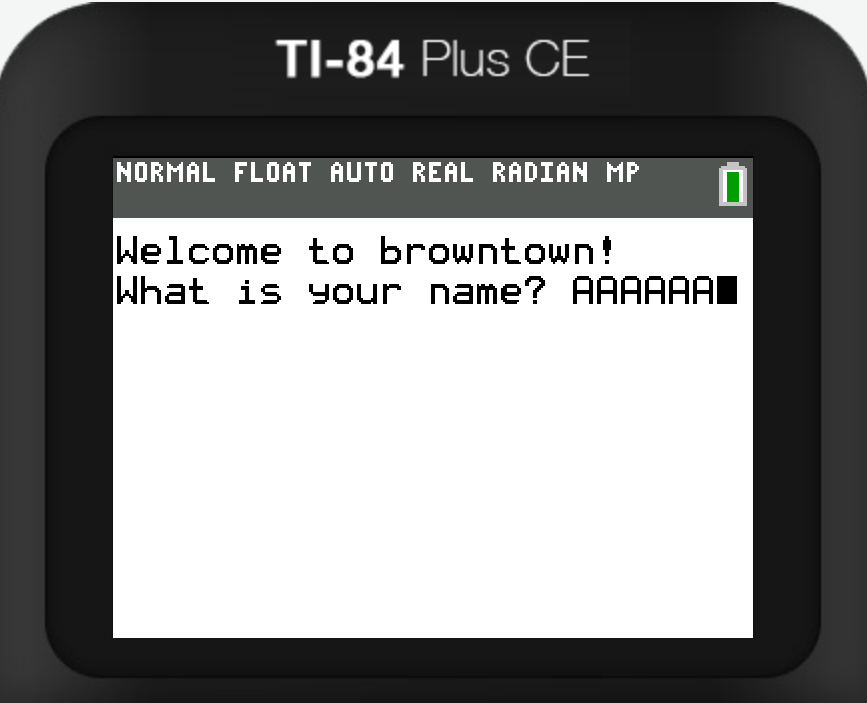 TI-84 Plus CE
NORMAL FLOAT AUTO REAL RADIAN MP
Welcome to browntown!
What is your name? AAAAAA